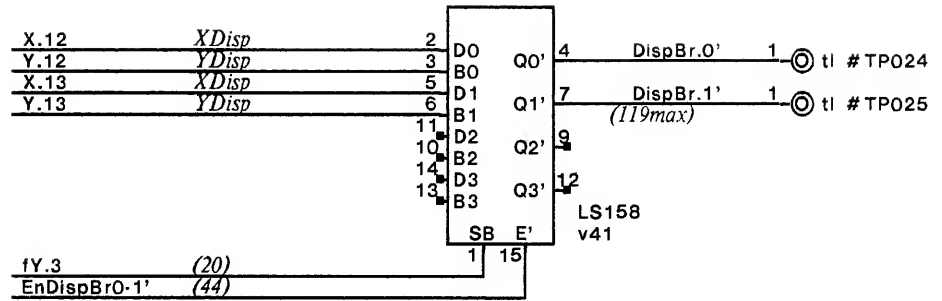 X.12 XDisp 2 D0 Q0' 4 DispBr.0' 1 tl #TP024
Y.12 YDisp 3 B0
X.13 XDisp 5 D1 Q1' 7 DispBr.1' 1 tl #TP025
Y.13 YDisp 6 B1 (119max)
11 D2 Q2' 9
10 B2
14 D3 Q3' 12
13 B3
LS158
SB E' v41
1 15
fY.3 (20)
EnDispBr0-1' (44)